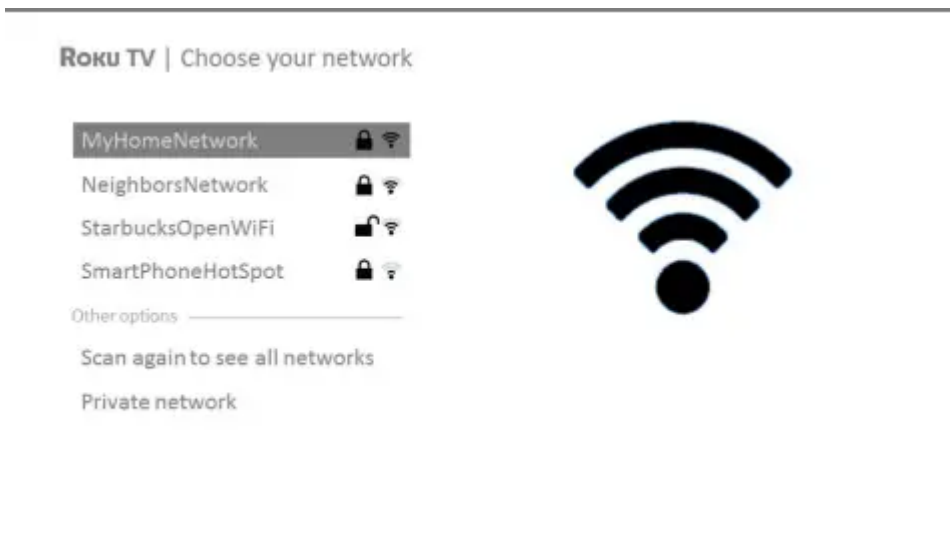 Roku TV | Choose your network
MyHomeNetwork
NeighborsNetwork
StarbucksOpenWiFi
SmartPhoneHotSpot
Other options
Scan again to see all networks
Private network